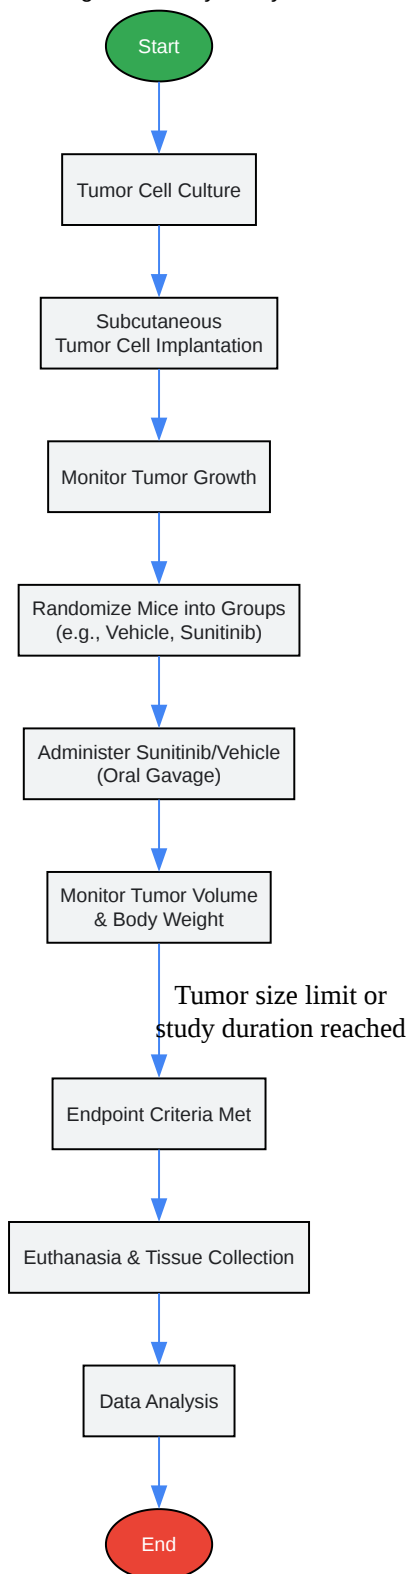 Start
Tumor Cell Culture
Subcutaneous
Tumor Cell Implantation
Monitor Tumor Growth
Randomize Mice into Groups
(e.g., Vehicle, Sunitinib)
Administer Sunitinib/Vehicle
(Oral Gavage)
Monitor Tumor Volume
& Body Weight
Tumor size limit or
study duration reached
Endpoint Criteria Met
Euthanasia & Tissue Collection
Data Analysis
End